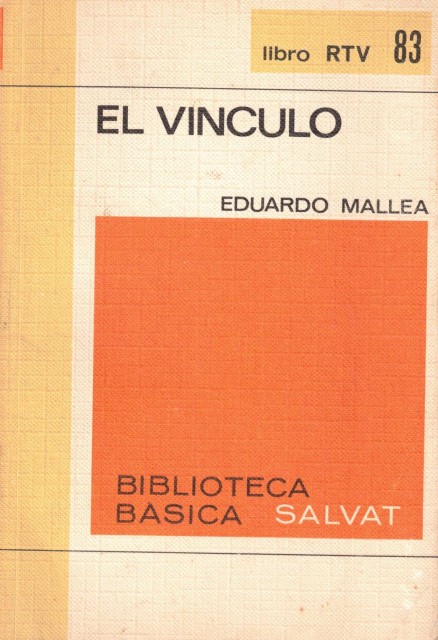 libro RTV 83
EL VINCULO
EDUARDO MALLEA
BIBLIOTECA
BASICA SALVAT